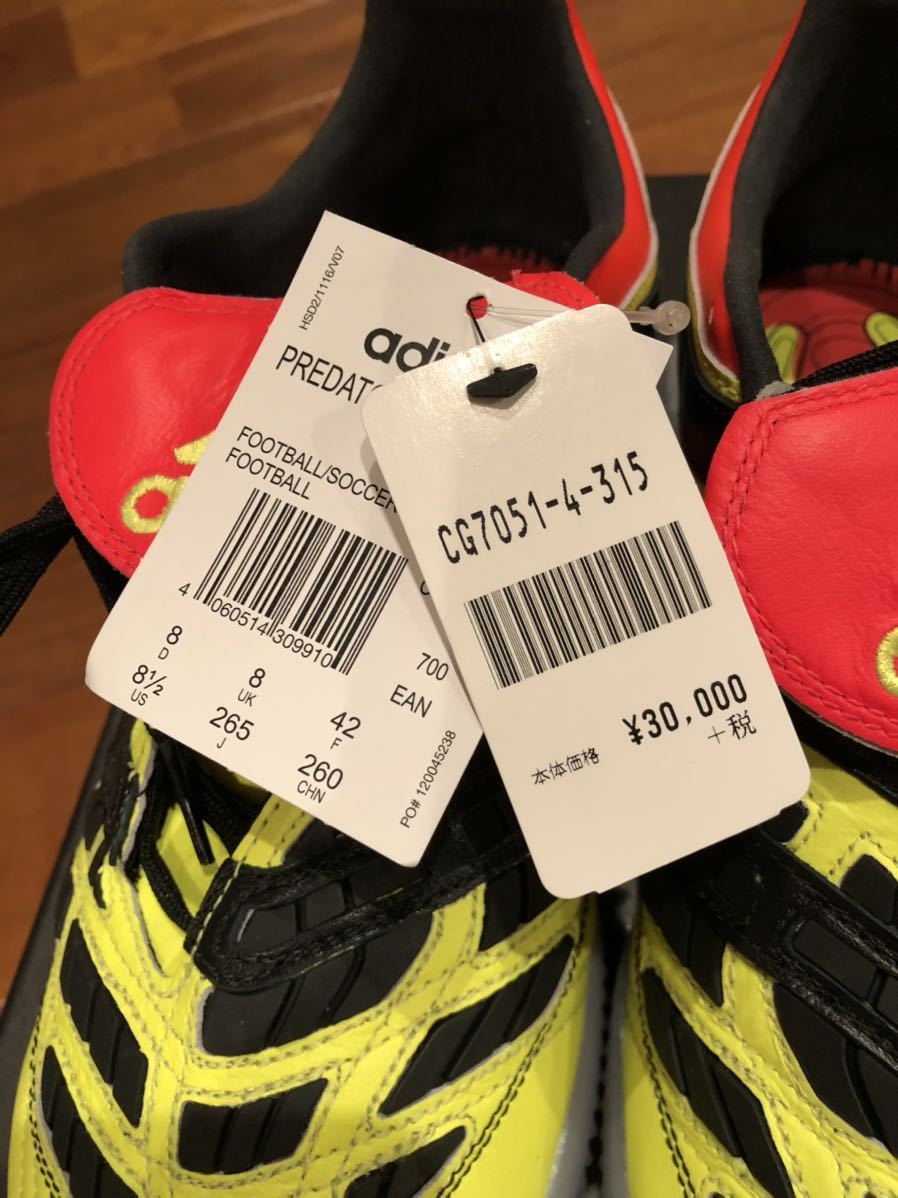 HSD2/1116/V07
adi
PREDATO
FOOTBALL/SOCCER
FOOTBALL
4 060514 309910
700
EAN
8 D
8½ US
8 UK
265 J
42 F
260 CHN
PO# 120045238
CG7051-4-315
¥30,000
本体価格 +税